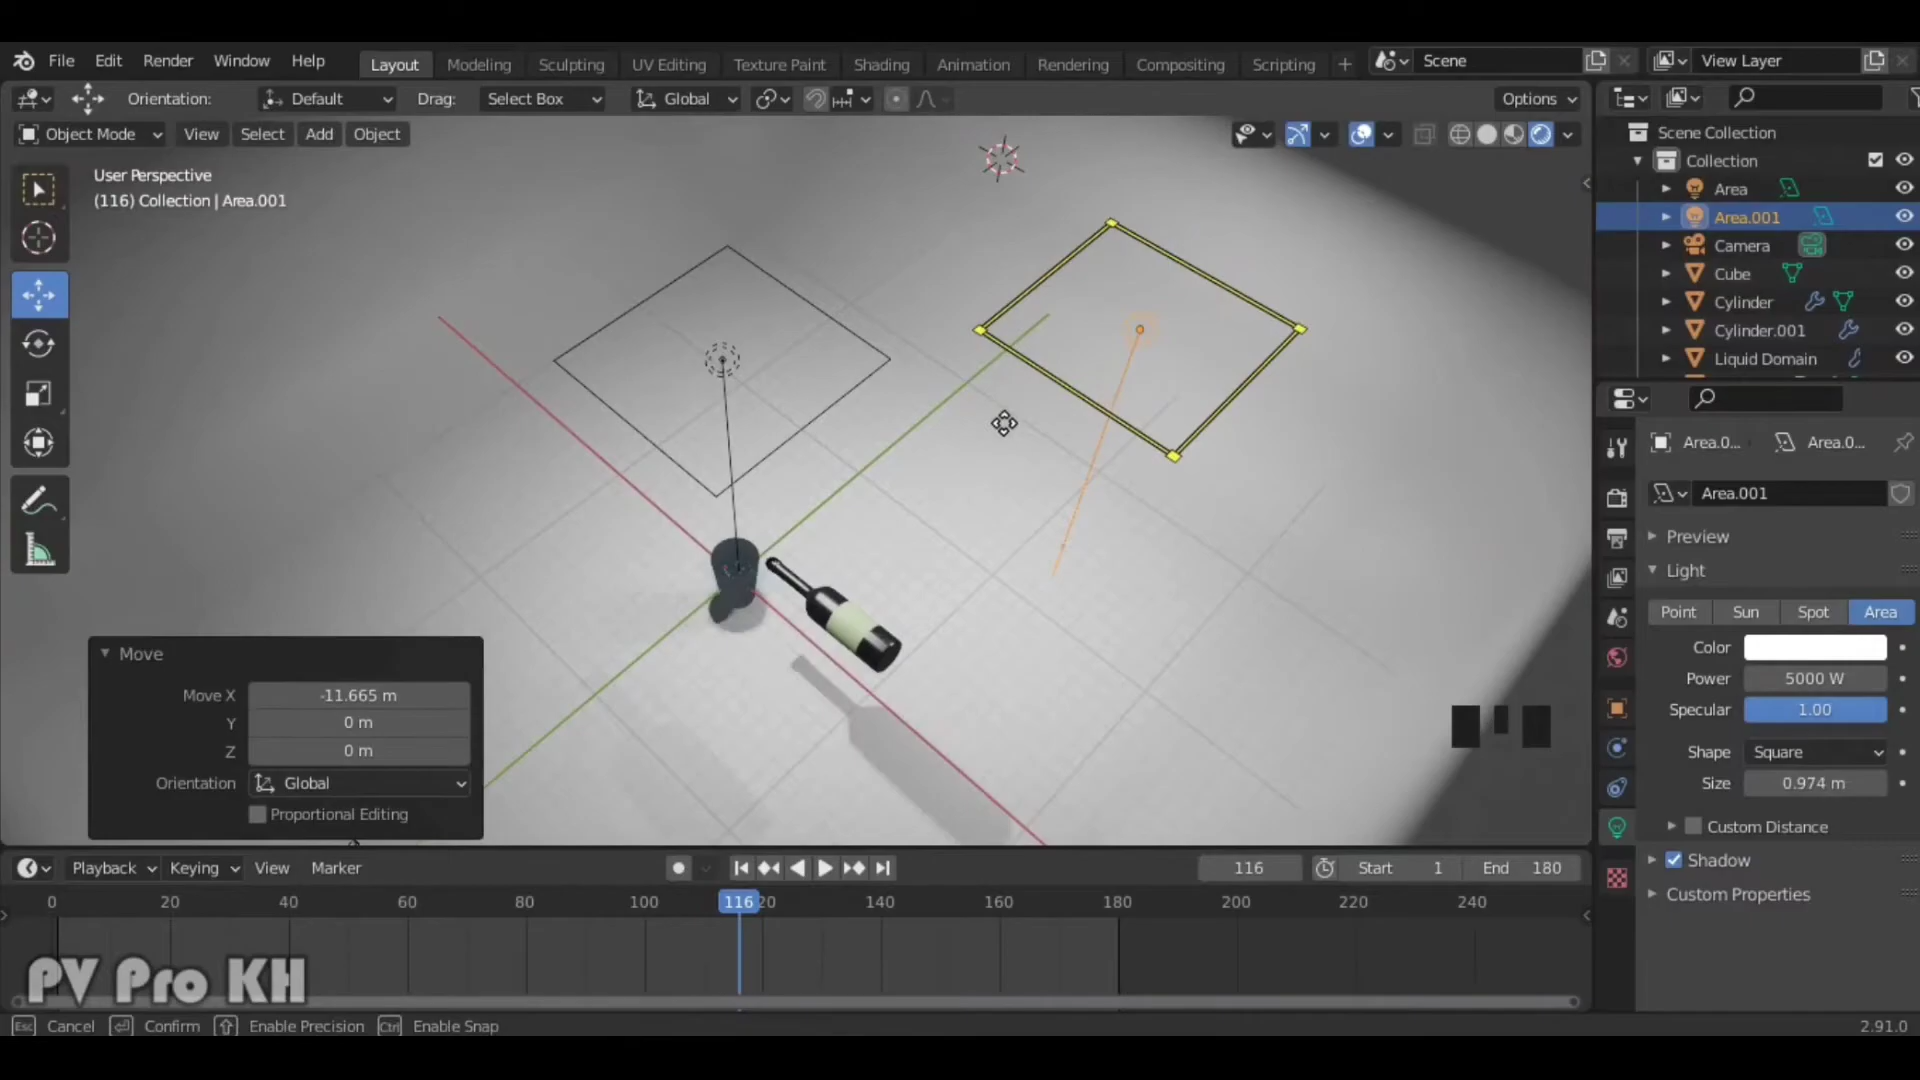 File Edit Render Window Help Layout Modeling Sculpting UV Editing Texture Paint Shading Animation Rendering Compositing Scripting + Scene View Layer
Orientation: Default Drag: Select Box Global Options
Object Mode View Select Add Object
User Perspective
(116) Collection | Area.001
Scene Collection
Collection
Area
Area.001
Camera
Cube
Cylinder
Cylinder.001
Liquid Domain
Area.0... Area.0...
Area.001
Preview
Light
Point Sun Spot Area
Color
Power 5000 W
Specular 1.00
Shape Square
Size 0.974 m
Custom Distance
Shadow
Custom Properties
Move
Move X -11.665 m
Y 0 m
Z 0 m
Orientation Global
Proportional Editing
Playback Keying View Marker 116 Start 1 End 180
0 20 40 60 80 100 116 20 140 160 180 200 220 240
PV Pro KH
Esc Cancel Confirm Enable Precision Ctrl Enable Snap 2.91.0